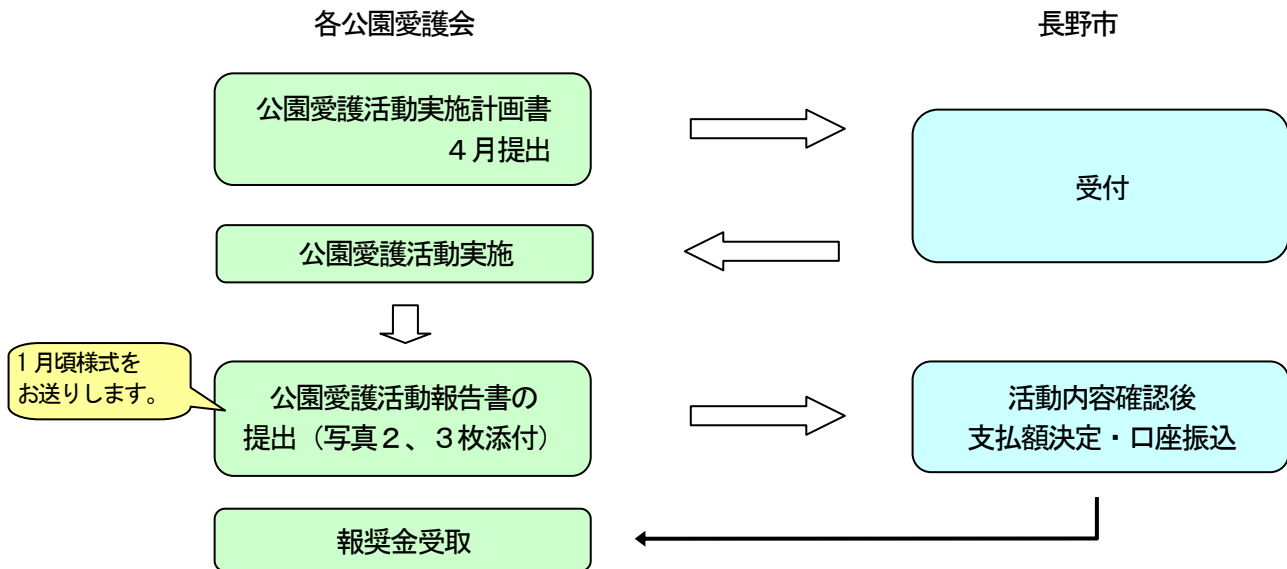 各公園愛護会
長野市
公園愛護活動実施計画書
４月提出
受付
公園愛護活動実施
１月頃様式を
お送りします。
公園愛護活動報告書の
提出（写真２、３枚添付）
活動内容確認後
支払額決定・口座振込
報奨金受取